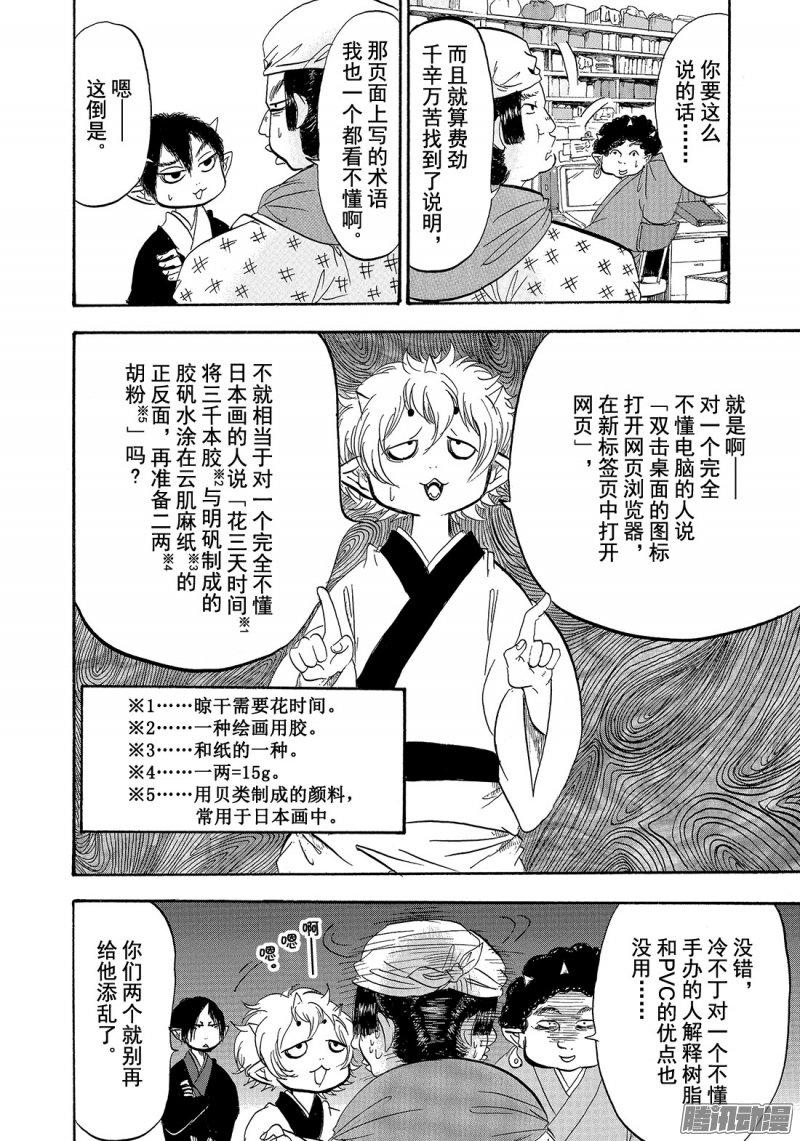 你要这么
说的话……
而且就算费劲
千辛万苦找到了说明，
那页面上写的术语
我也一个都看不懂啊。
嗯——
这倒是。
就是啊——
对一个完全
不懂电脑的人说
「双击桌面的图标
打开网页浏览器，
在新标签页中打开
网页」，
不就相当于对一个完全不懂
日本画的人说「花三天时间※1
将三千本胶※2与明矾制成的
胶矾水涂在云肌麻纸※3的
正反面，再准备二两※4
胡粉※5」吗？
※1……晾干需要花时间。
※2……一种绘画用胶。
※3……和纸的一种。
※4……一两=15g。
※5……用贝类制成的颜料，
常用于日本画中。
没错，
冷不丁对一个不懂
手办的人解释树脂
和PVC的优点也
没用……
啊——
嗯。
嗯。
你们两个就别再
给他添乱了。
腾讯动漫